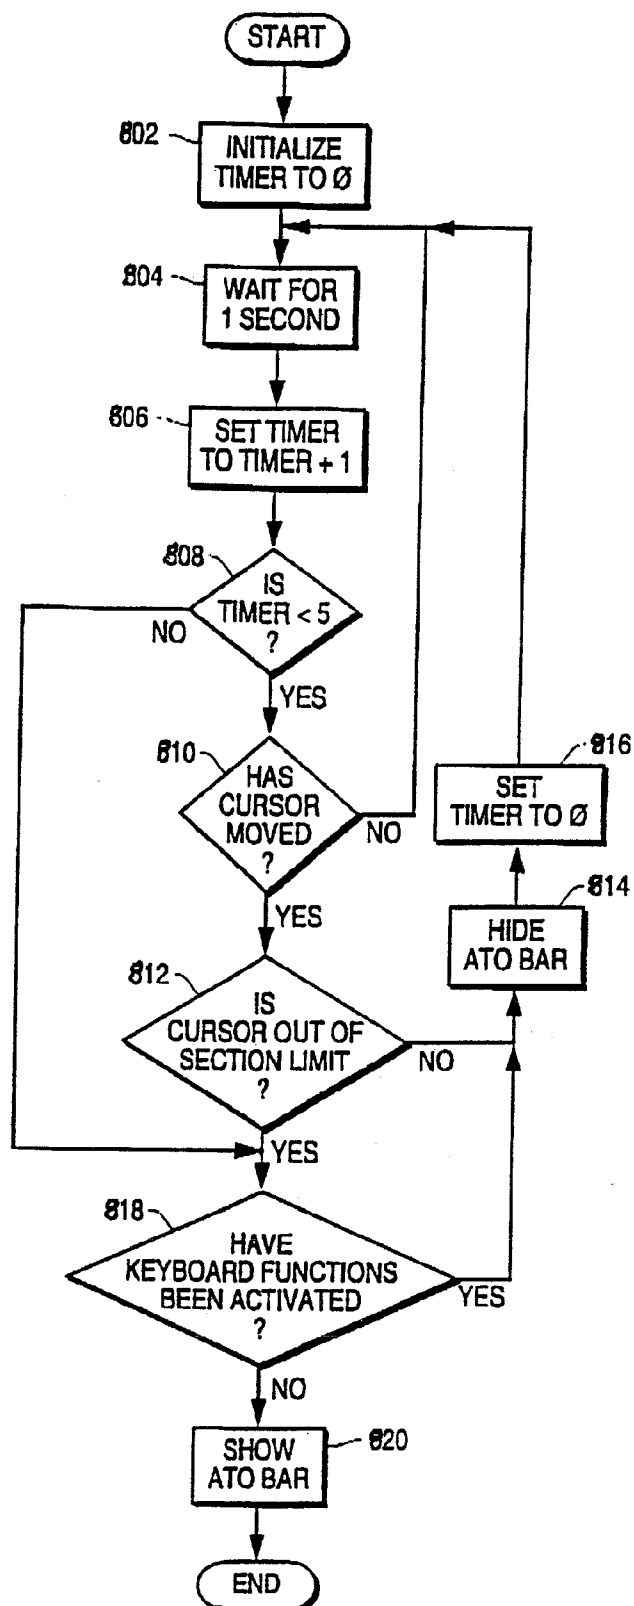 START
802
INITIALIZE
TIMER TO Ø
804
WAIT FOR
1 SECOND
806
SET TIMER
TO TIMER + 1
808
IS
TIMER < 5
?
NO
YES
810
HAS
CURSOR
MOVED
?
NO
YES
816
SET
TIMER TO Ø
814
HIDE
ATO BAR
812
IS
CURSOR OUT OF
SECTION LIMIT
?
NO
YES
818
HAVE
KEYBOARD FUNCTIONS
BEEN ACTIVATED
?
YES
NO
820
SHOW
ATO BAR
END